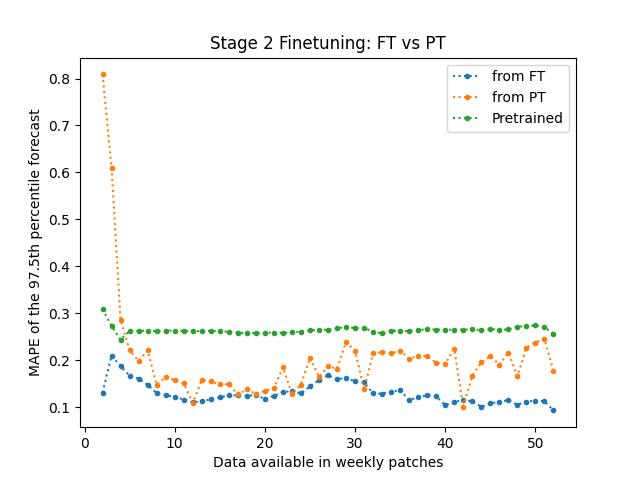 Stage 2 Finetuning: FT vs PT
MAPE of the 97.5th percentile forecast
0.8
0.7
0.6
0.5
0.4
0.3
0.2
0.1
from FT
from PT
Pretrained
0 10 20 30 40 50
Data available in weekly patches